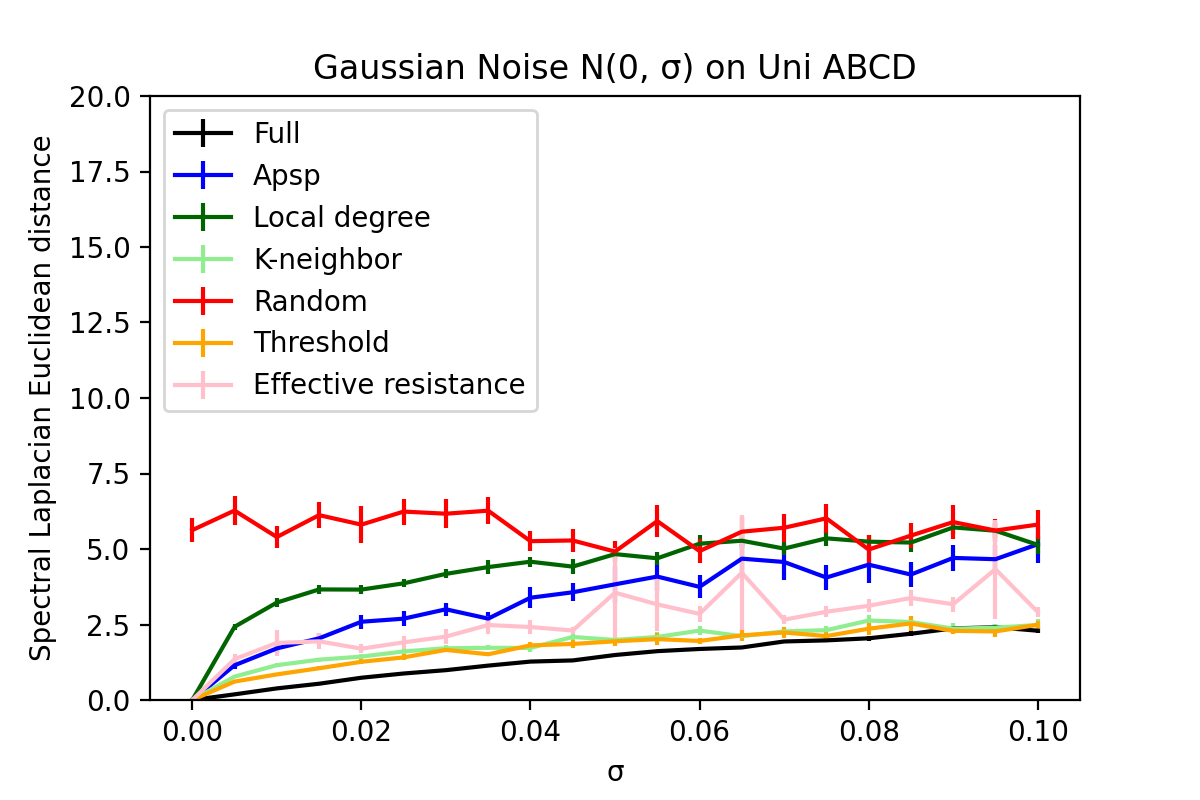 Gaussian Noise N(0, σ) on Uni ABCD
Spectral Laplacian Euclidean distance
20.0
17.5
15.0
12.5
10.0
7.5
5.0
2.5
0.0
Full
Apsp
Local degree
K-neighbor
Random
Threshold
Effective resistance
0.00 0.02 0.04 0.06 0.08 0.10
σ